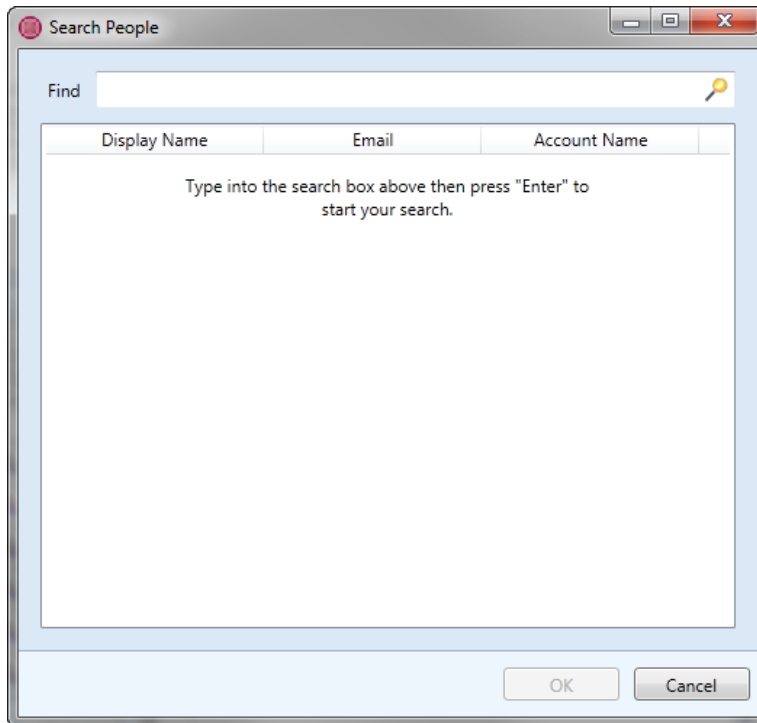 Search People
Find
Display Name Email Account Name
Type into the search box above then press "Enter" to
start your search.
OK Cancel